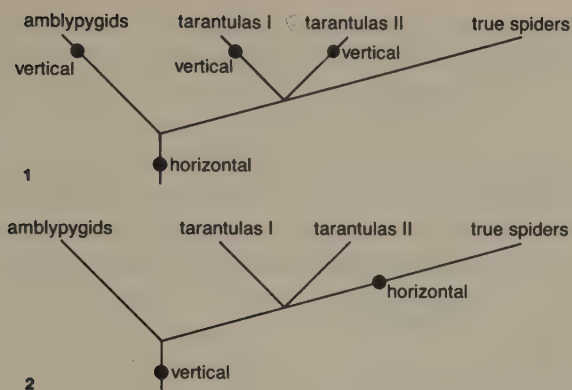 amblypygids tarantulas I tarantulas II true spiders
vertical vertical vertical
horizontal
1
amblypygids tarantulas I tarantulas II true spiders
horizontal
vertical
2